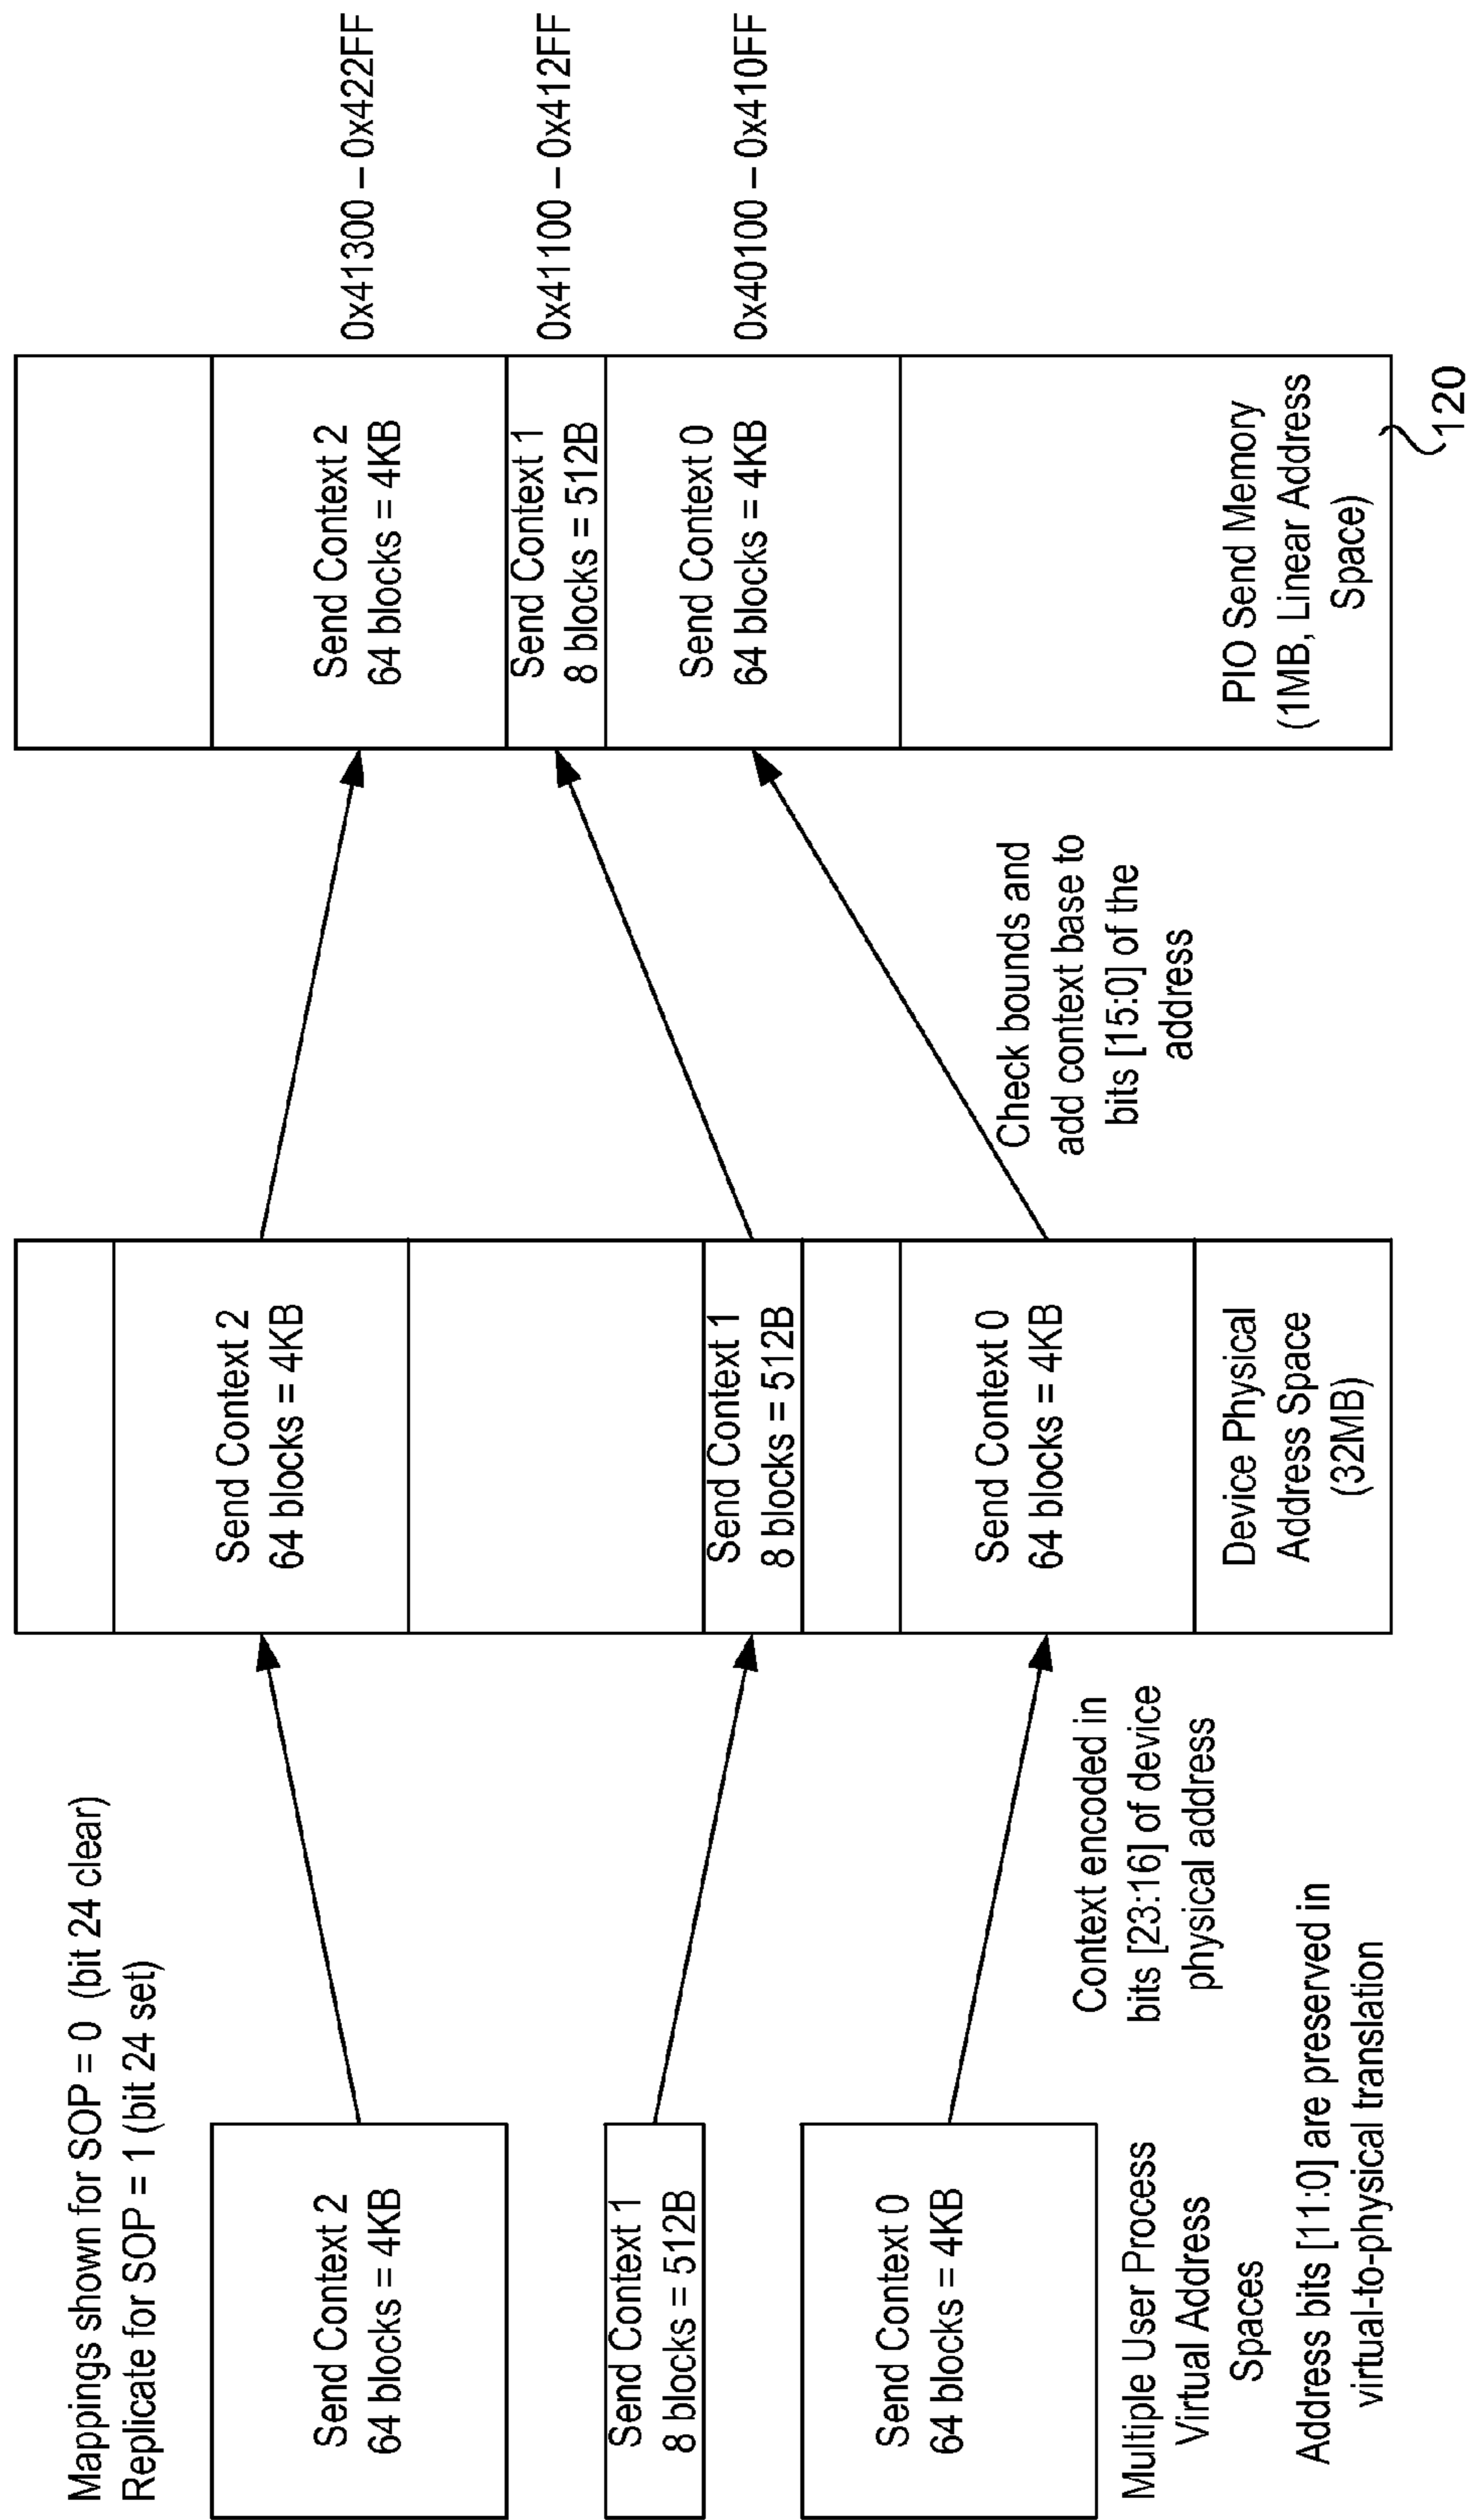 Mappings shown for SOP = 0 (bit 24 clear)
Replicate for SOP = 1 (bit 24 set)
Send Context 2
64 blocks = 4KB
Send Context 1
8 blocks = 512B
Send Context 0
64 blocks = 4KB
Multiple User Process
Virtual Address
Spaces
Address bits [11:0] are preserved in
virtual-to-physical translation
Context encoded in
bits [23:16] of device
physical address
Send Context 2
64 blocks = 4KB
Send Context 1
8 blocks = 512B
Send Context 0
64 blocks = 4KB
Device Physical
Address Space
(32MB)
Check bounds and
add context base to
bits [15:0] of the
address
Send Context 2
64 blocks = 4KB
Send Context 1
8 blocks = 512B
Send Context 0
64 blocks = 4KB
PIO Send Memory
(1MB, Linear Address
Space)
120
0x41300 – 0x422FF
0x41100 – 0x412FF
0x40100 – 0x410FF